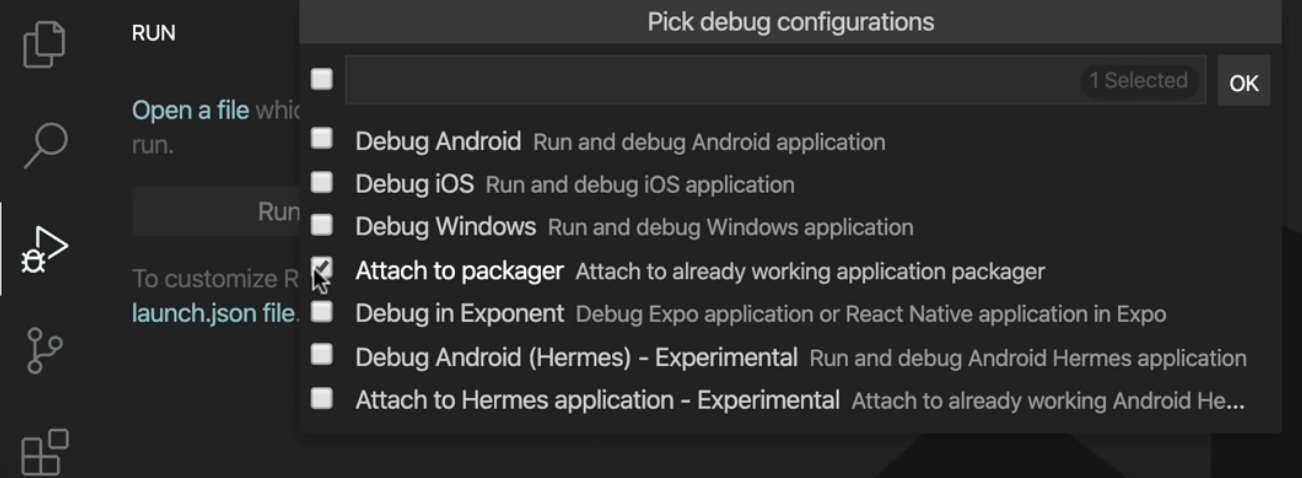 RUN
Open a file whic
run.
Run
To customize R
launch.json file.
Pick debug configurations
1 Selected
OK
Debug Android Run and debug Android application
Debug iOS Run and debug iOS application
Debug Windows Run and debug Windows application
Attach to packager Attach to already working application packager
Debug in Exponent Debug Expo application or React Native application in Expo
Debug Android (Hermes) - Experimental Run and debug Android Hermes application
Attach to Hermes application - Experimental Attach to already working Android He...